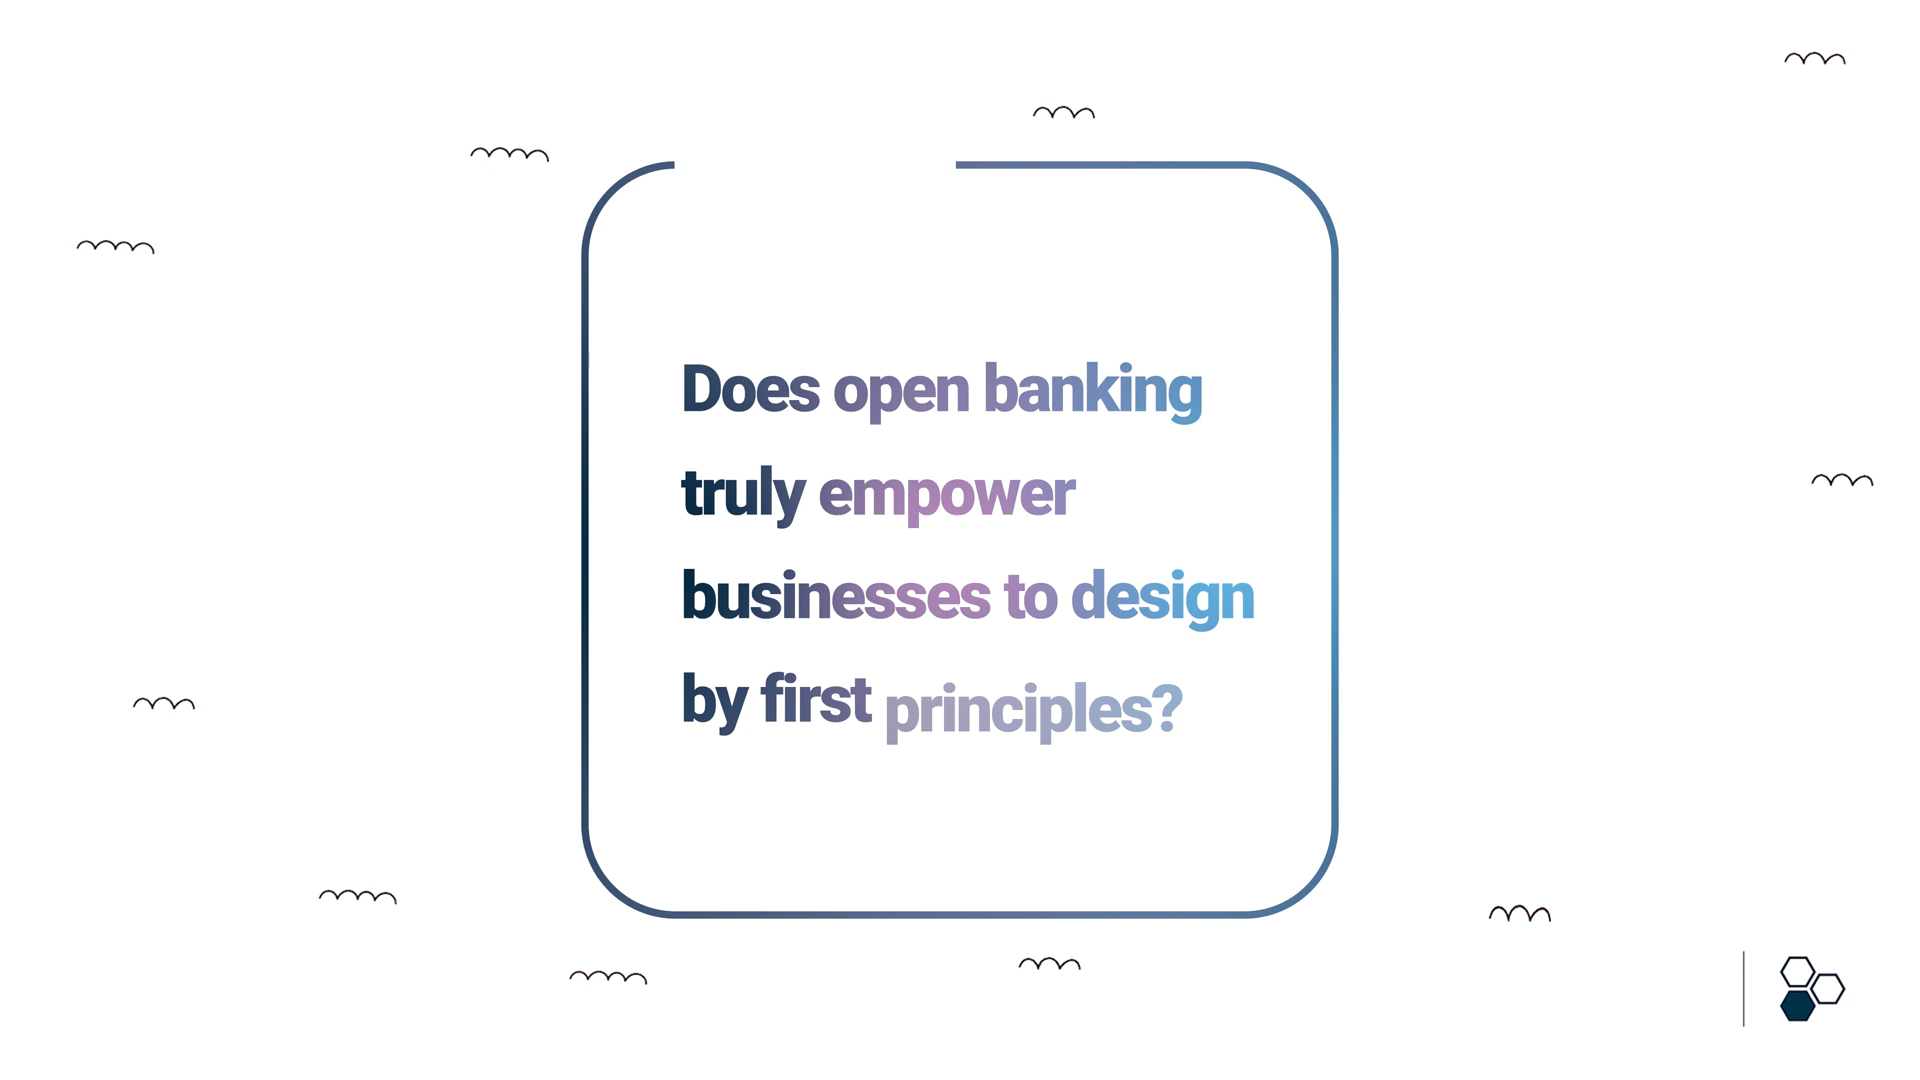 Does open banking
truly empower
businesses to design
by first principles?